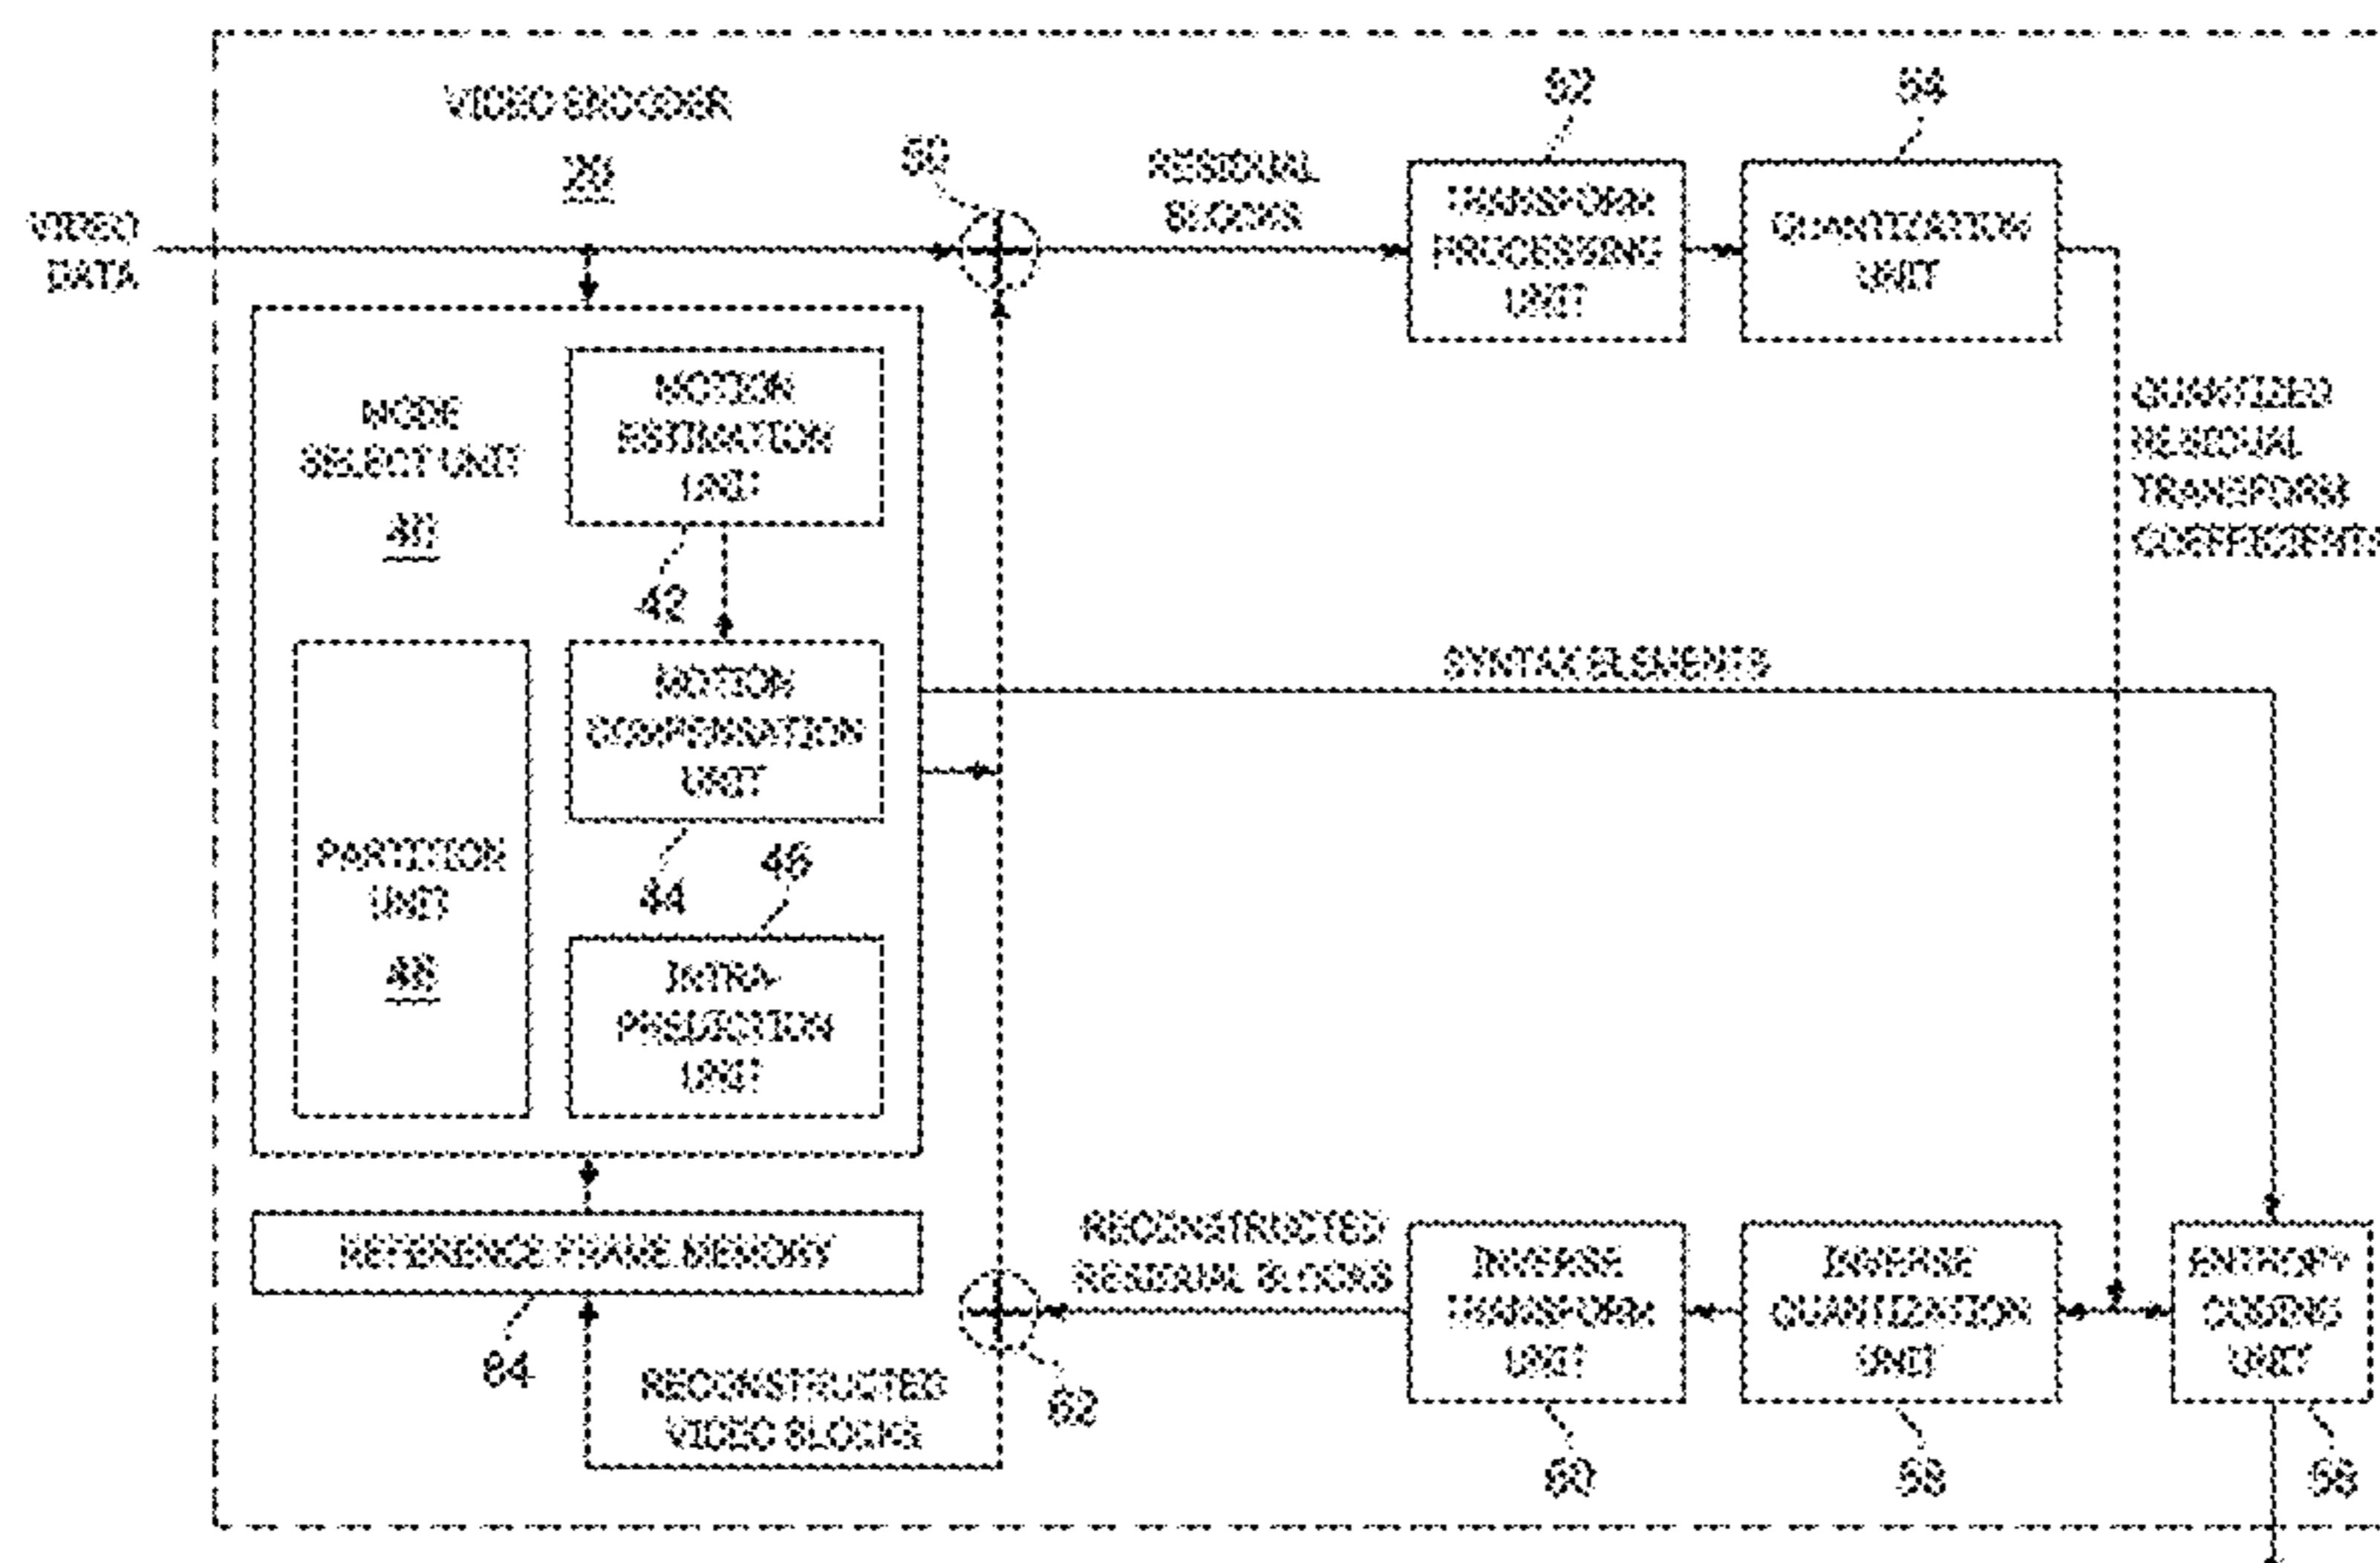 VIDEO ENCODER
20
VIDEO
DATA
50
RESIDUAL
BLOCKS
52
TRANSFORM
PROCESSING
UNIT
54
QUANTIZATION
UNIT
MODE
SELECT UNIT
40
MOTION
ESTIMATION
UNIT
42
QUANTIZED
RESIDUAL
TRANSFORM
COEFFICIENTS
SYNTAX ELEMENTS
MOTION
COMPENSATION
UNIT
44
PARTITION
UNIT
48
46
INTRA-
PREDICTION
UNIT
REFERENCE FRAME MEMORY
64
RECONSTRUCTED
VIDEO BLOCKS
62
RECONSTRUCTED
RESIDUAL BLOCKS
INVERSE
TRANSFORM
UNIT
60
INVERSE
QUANTIZATION
UNIT
58
ENTROPY
CODING
UNIT
56